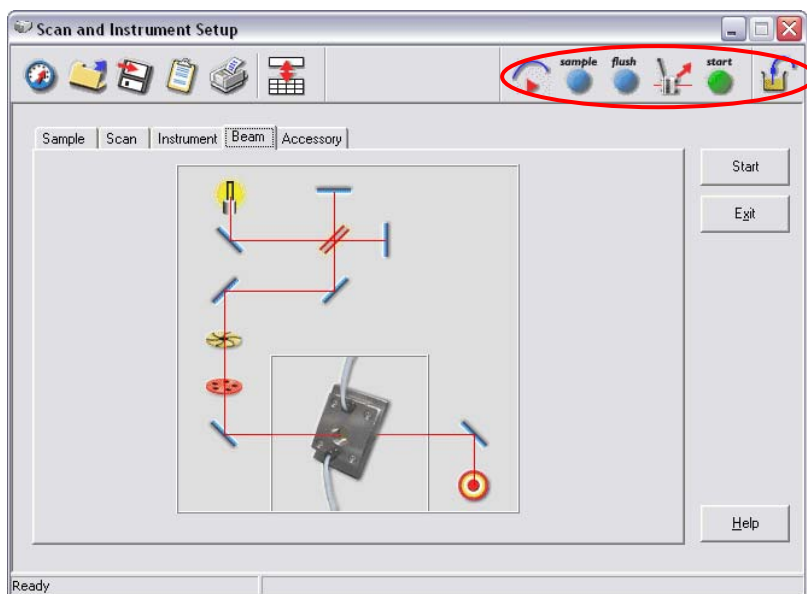 Scan and Instrument Setup
sample flush start
Sample Scan Instrument Beam Accessory
Start
Exit
Help
Ready